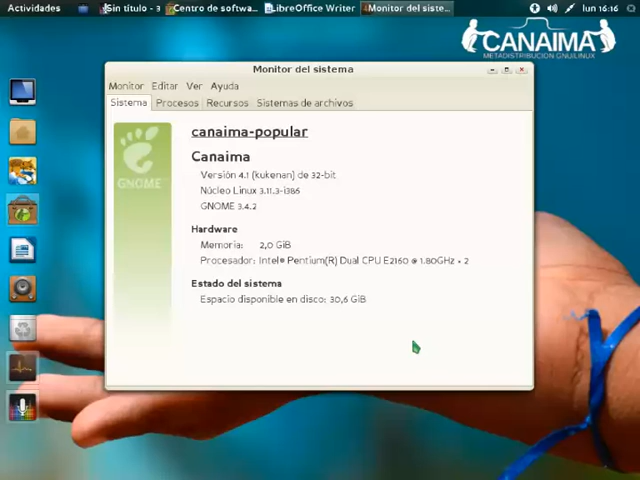 Actividades
Sin título - 3
Centro de softwa...
LibreOffice Writer
Monitor del siste...
lun 16:16
CANAIMA
METADISTRIBUCION GNU/LINUX
Monitor del sistema
Monitor Editar Ver Ayuda
Sistema Procesos Recursos Sistemas de archivos
GNOME™
canaima-popular
Canaima
Versión 4.1 (kukenan) de 32-bit
Núcleo Linux 3.11.3-i386
GNOME 3.4.2
Hardware
Memoria: 2,0 GiB
Procesador: Intel® Pentium(R) Dual CPU E2160 @ 1.80GHz × 2
Estado del sistema
Espacio disponible en disco: 30,6 GiB